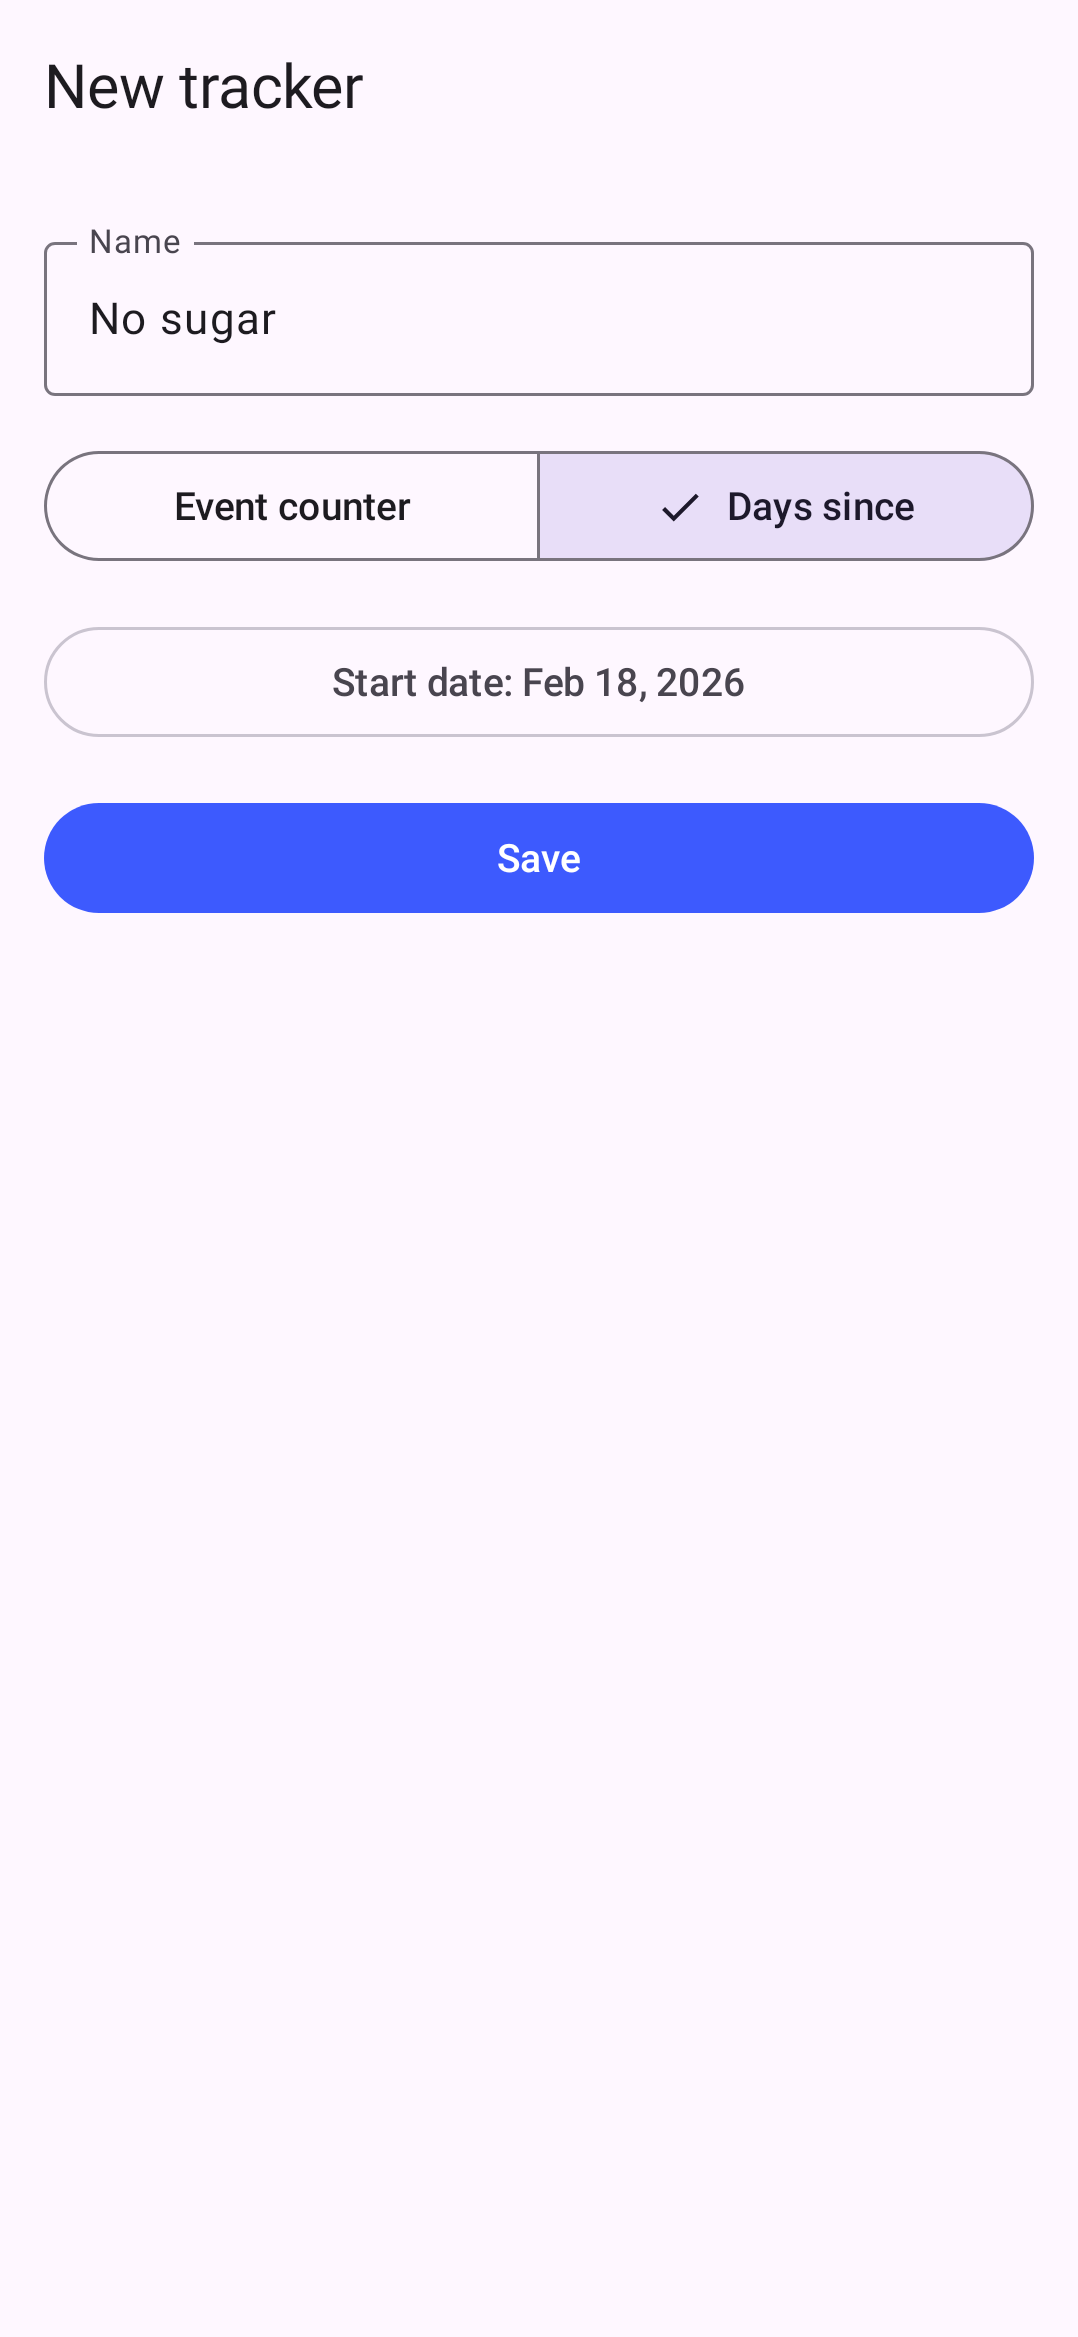 New tracker
Name
No sugar
Event counter
Days since
Start date: Feb 18, 2026
Save